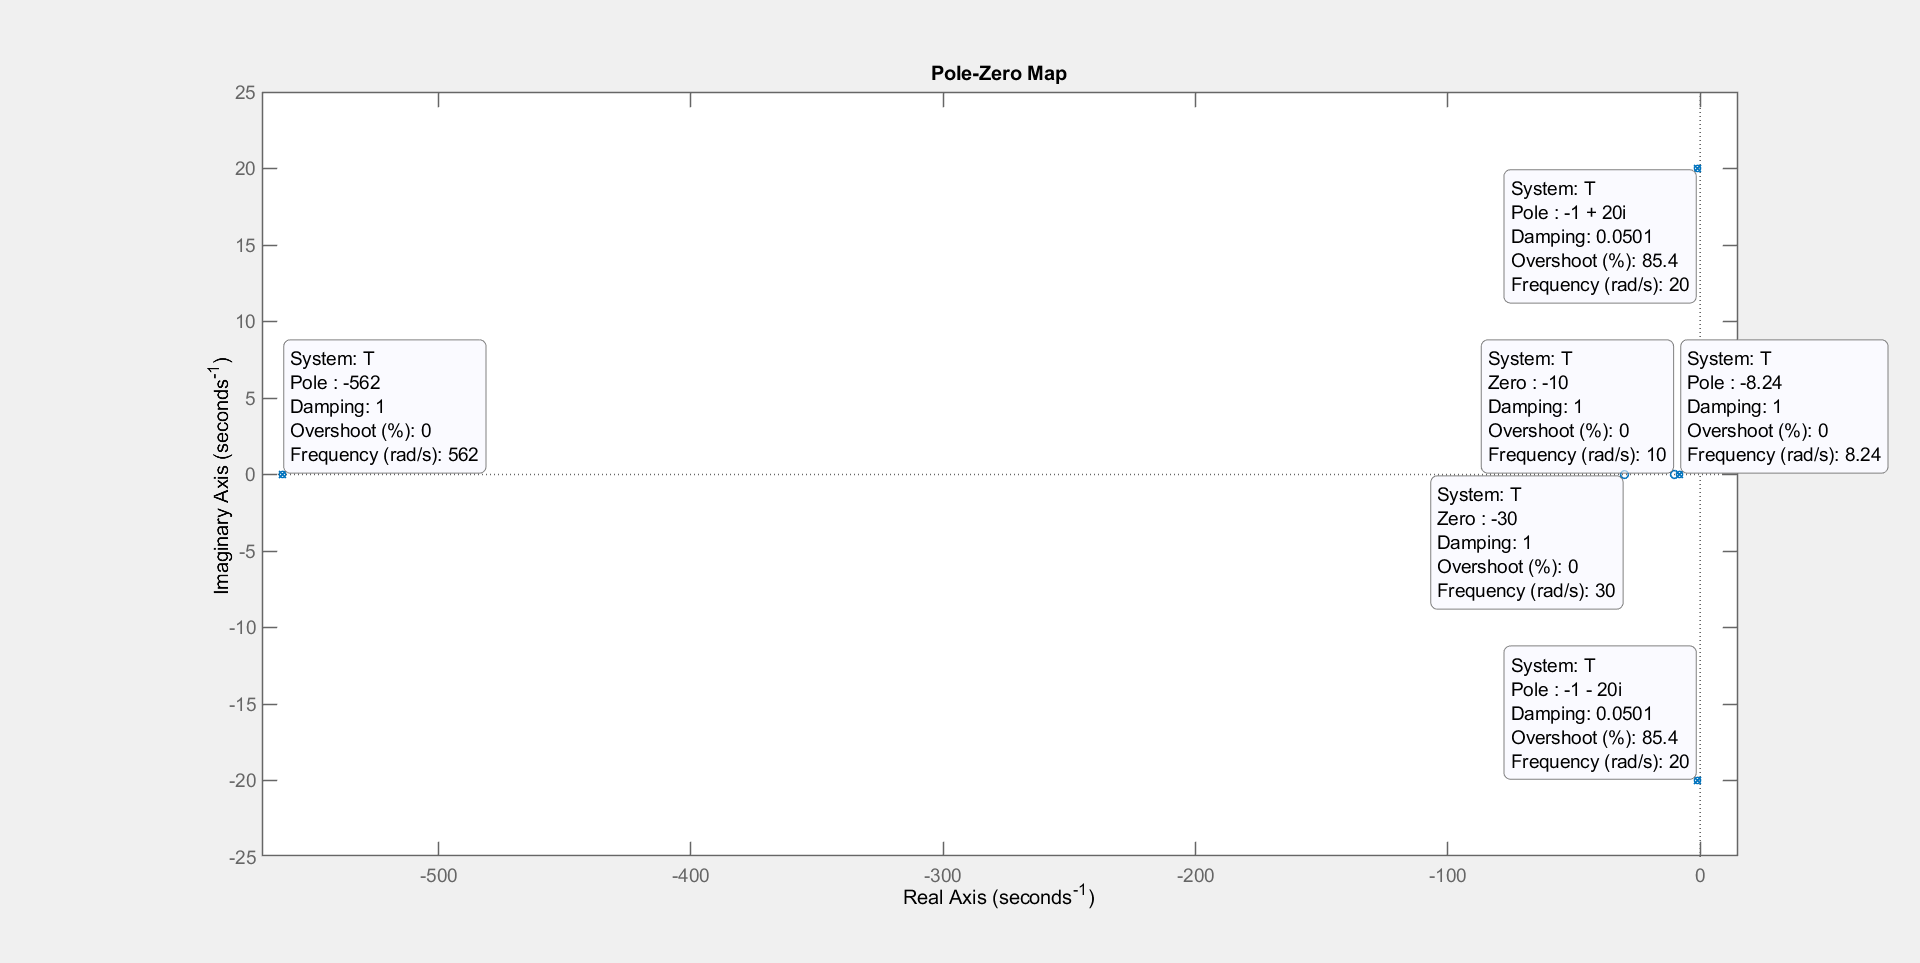 Pole-Zero Map
25
20
15
10
5
0
-5
-10
-15
-20
-25
Imaginary Axis (seconds-1)
System: T
Pole : -1 + 20i
Damping: 0.0501
Overshoot (%): 85.4
Frequency (rad/s): 20
System: T
Pole : -562
Damping: 1
Overshoot (%): 0
Frequency (rad/s): 562
System: T
Zero : -10
Damping: 1
Overshoot (%): 0
Frequency (rad/s): 10
System: T
Pole : -8.24
Damping: 1
Overshoot (%): 0
Frequency (rad/s): 8.24
System: T
Zero : -30
Damping: 1
Overshoot (%): 0
Frequency (rad/s): 30
System: T
Pole : -1 - 20i
Damping: 0.0501
Overshoot (%): 85.4
Frequency (rad/s): 20
-500
-400
-300
-200
-100
0
Real Axis (seconds-1)